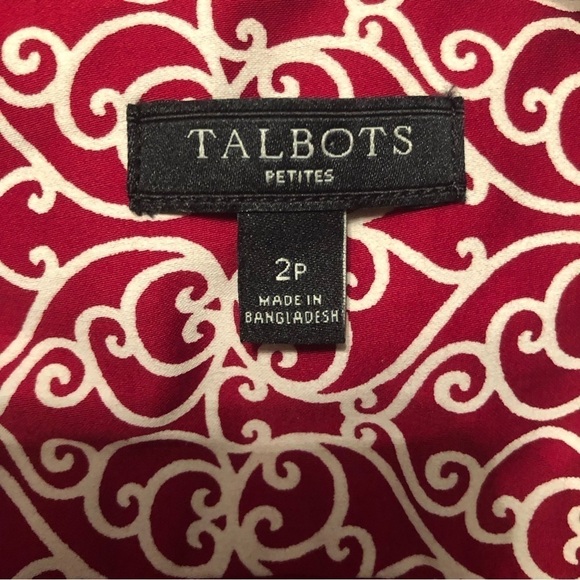 TALBOTS
PETITES
2P
MADE IN
BANGLADESH